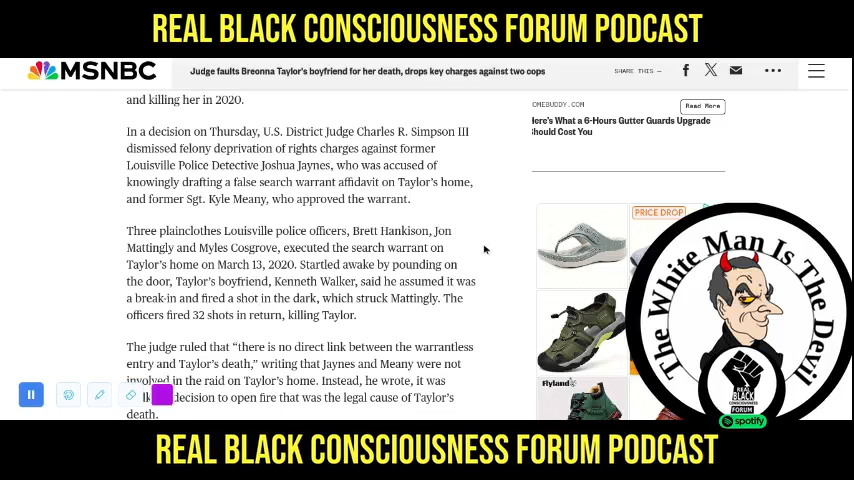 REAL BLACK CONSCIOUSNESS FORUM PODCAST
MSNBC
Judge faults Breonna Taylor's boyfriend for her death, drops key charges against two cops
SHARE THIS —
and killing her in 2020.
In a decision on Thursday, U.S. District Judge Charles R. Simpson III
dismissed felony deprivation of rights charges against former
Louisville Police Detective Joshua Jaynes, who was accused of
knowingly drafting a false search warrant affidavit on Taylor's home,
and former Sgt. Kyle Meany, who approved the warrant.
Three plainclothes Louisville police officers, Brett Hankison, Jon
Mattingly and Myles Cosgrove, executed the search warrant on
Taylor's home on March 13, 2020. Startled awake by pounding on
the door, Taylor's boyfriend, Kenneth Walker, said he assumed it was
a break-in and fired a shot in the dark, which struck Mattingly. The
officers fired 32 shots in return, killing Taylor.
The judge ruled that "there is no direct link between the warrantless
entry and Taylor's death," writing that Jaynes and Meany were not
involved in the raid on Taylor's home. Instead, he wrote, it was
decision to open fire that was the legal cause of Taylor's
death.
OMEBUDDY.COM
Read More
Here's What a 6-Hours Gutter Guards Upgrade
Should Cost You
PRICE DROP
Flyland
The White Man Is The Devil
REAL
BLACK
CONSCIOUSNESS
FORUM
Spotify
REAL BLACK CONSCIOUSNESS FORUM PODCAST